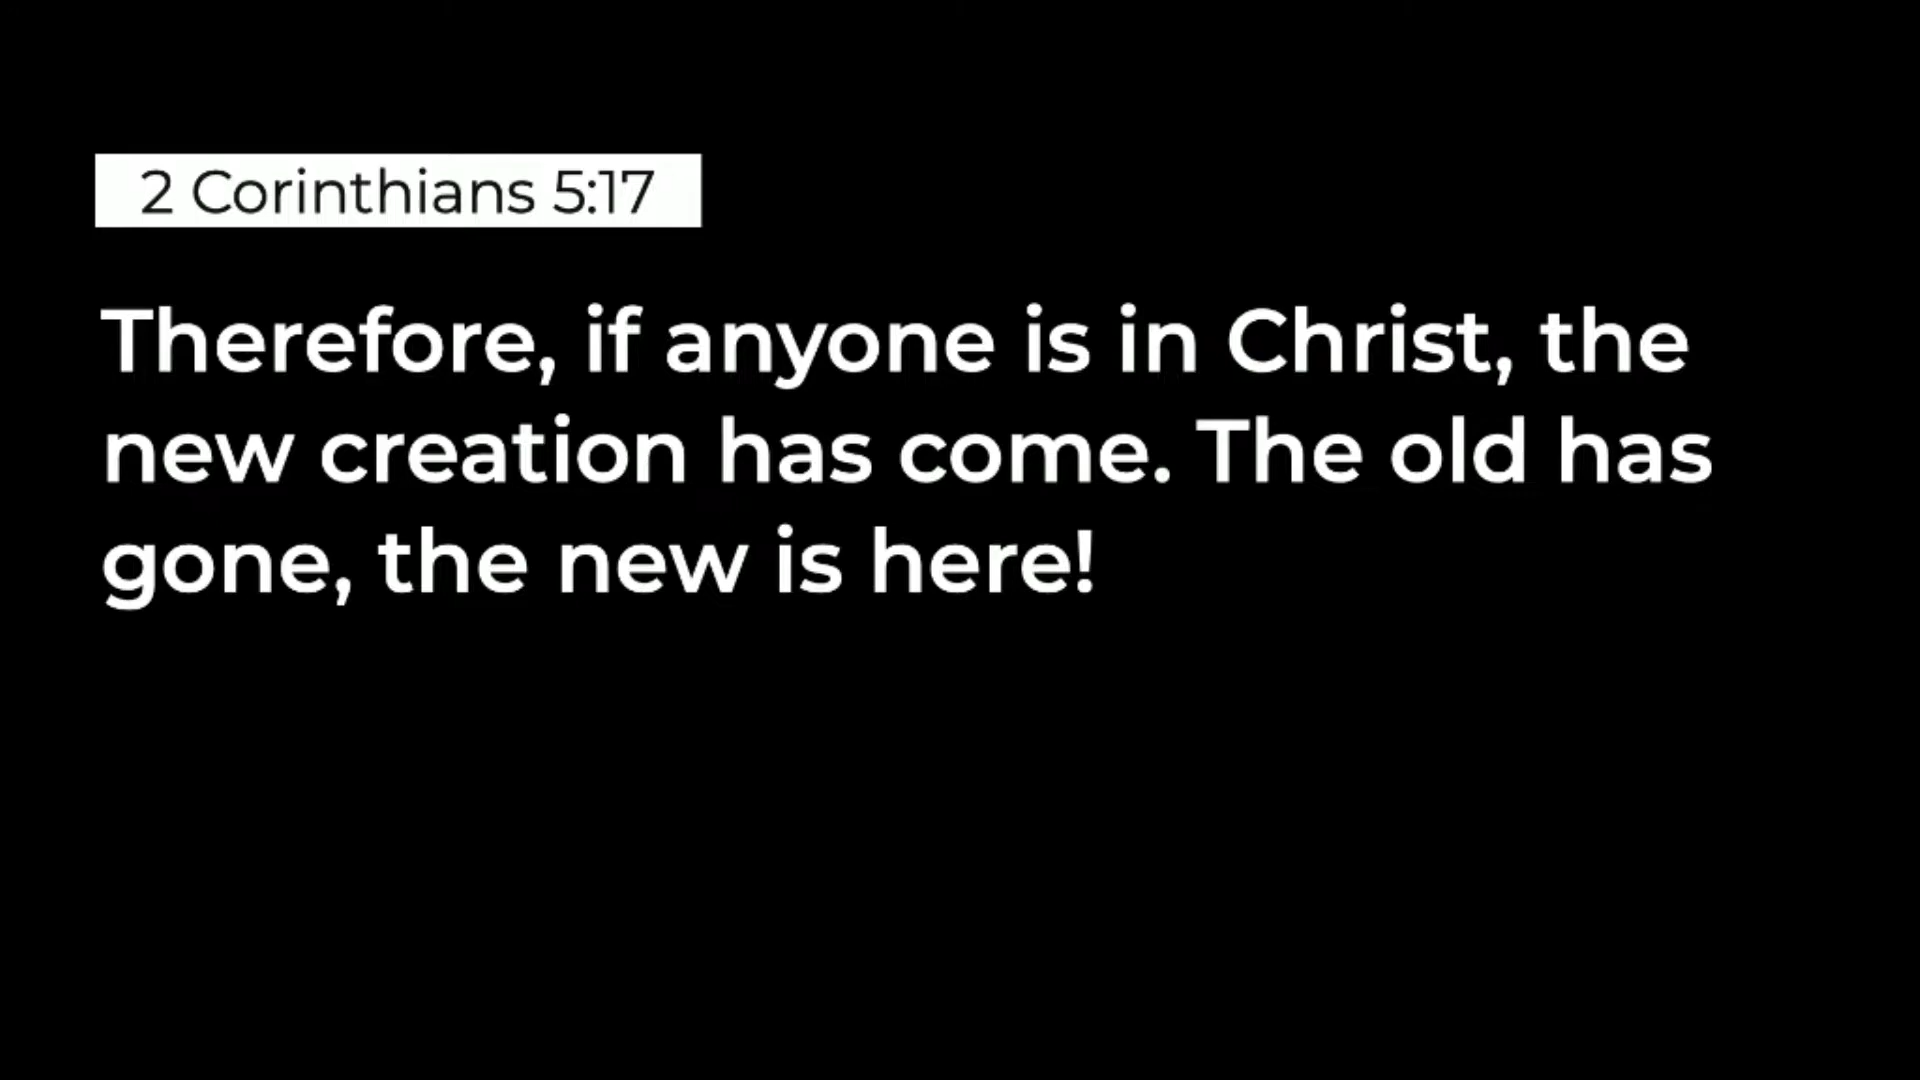 2 Corinthians 5:17
Therefore, if anyone is in Christ, the
new creation has come. The old has
gone, the new is here!